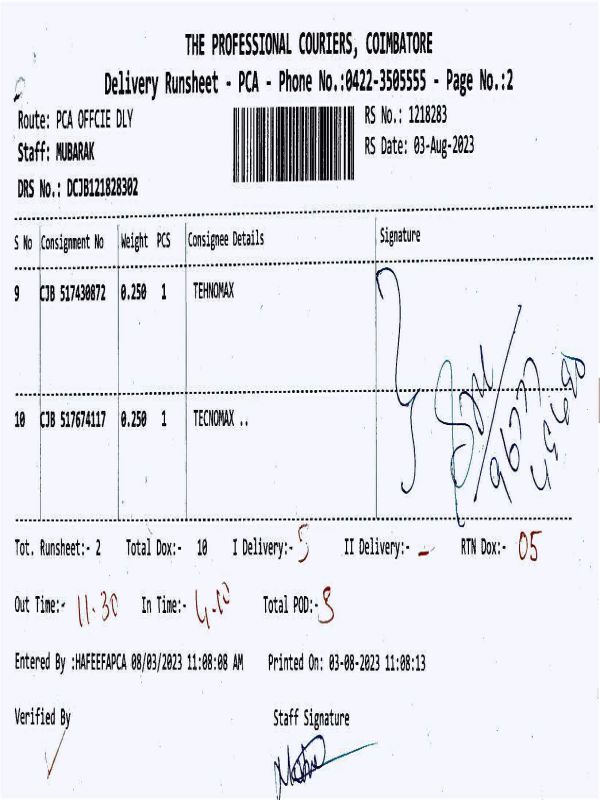 THE PROFESSIONAL COURIERS, COIMBATORE
Delivery Runsheet - PCA - Phone No.:0422-3505555 - Page No.:2
Route: PCA OFFCIE DLY
RS No.: 1218283
Staff: MUBARAK
RS Date: 03-Aug-2023
DRS No.: DCJB121828302
S No Consignment No Weight PCS Consignee Details Signature
9 CJB 517430872 0.250 1 TEHNOMAX
10 CJB 517674117 0.250 1 TECNOMAX ..
Tot. Runsheet:- 2 Total Dox:- 10 I Delivery:- 5 II Delivery:- - RTN Dox:- 05
Out Time:- 11.30 In Time:- 4.10 Total POD:-
Entered By :HAFEEFAPCA 08/03/2023 11:08:08 AM Printed On: 03-08-2023 11:08:13
Verified By Staff Signature